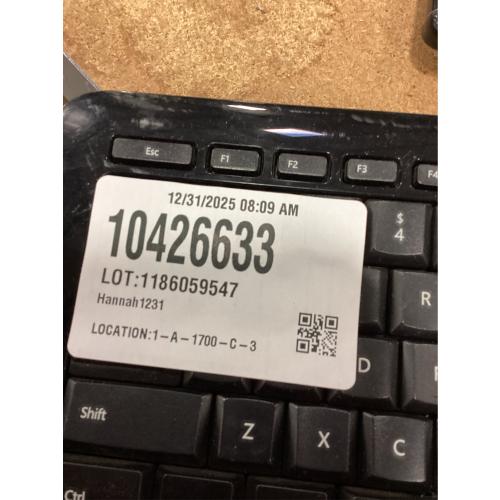 Esc F1 F2 F3 F4
12/31/2025 08:09 AM
10426633
LOT:1186059547
Hannah1231
LOCATION:1-A-1700-C-3
$
4
R
D
Shift Z X C
Ctrl